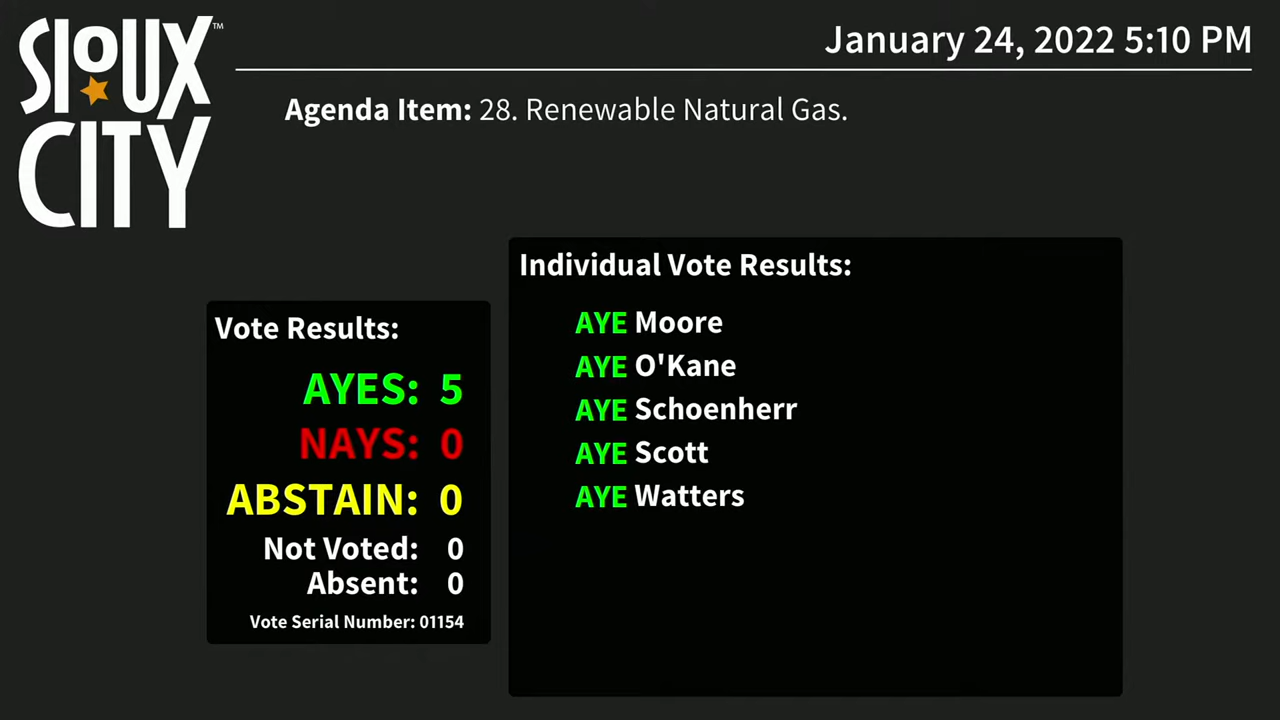 SIOUX
CITY™
January 24, 2022 5:10 PM
Agenda Item: 28. Renewable Natural Gas.
Individual Vote Results:
AYE Moore
AYE O'Kane
AYE Schoenherr
AYE Scott
AYE Watters
Vote Results:
AYES: 5
NAYS: 0
ABSTAIN: 0
Not Voted: 0
Absent: 0
Vote Serial Number: 01154